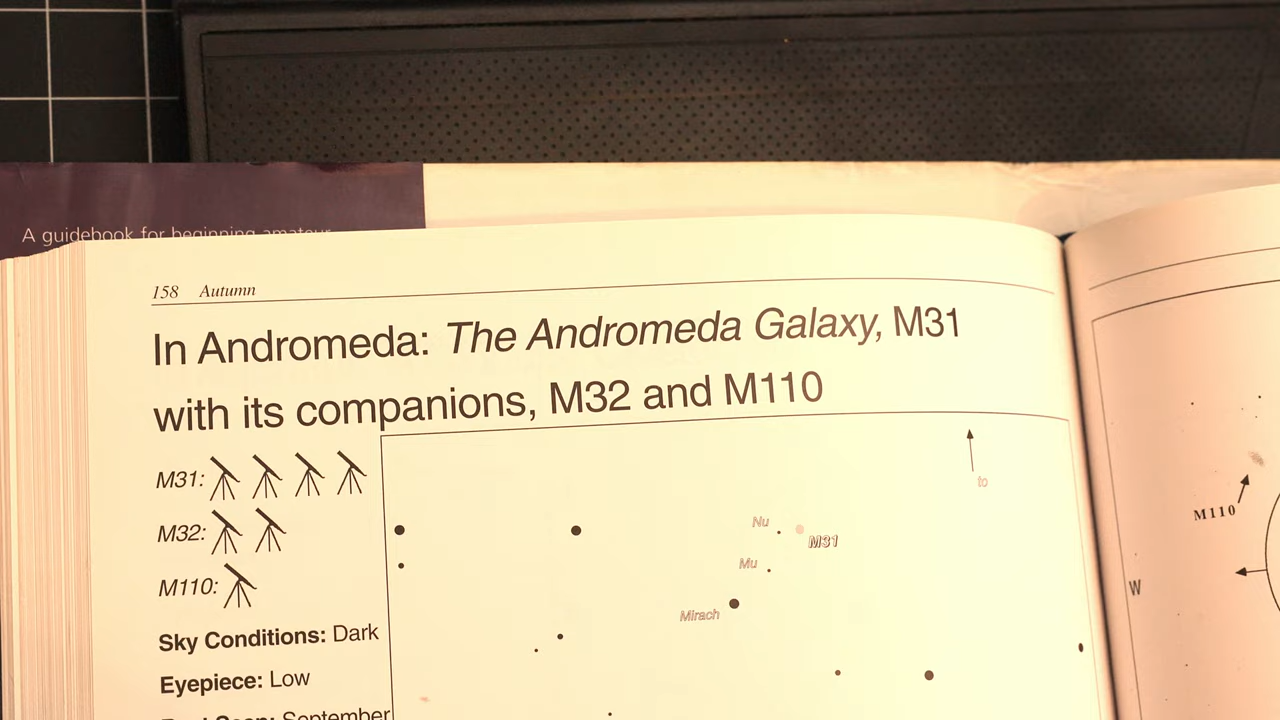 A guidebook for beginning amateur
158 Autumn
In Andromeda: The Andromeda Galaxy, M31
with its companions, M32 and M110
M31:
M32:
M110:
Sky Conditions: Dark
Eyepiece: Low
September
to
Nu
M31
Mu
Mirach
M110
W